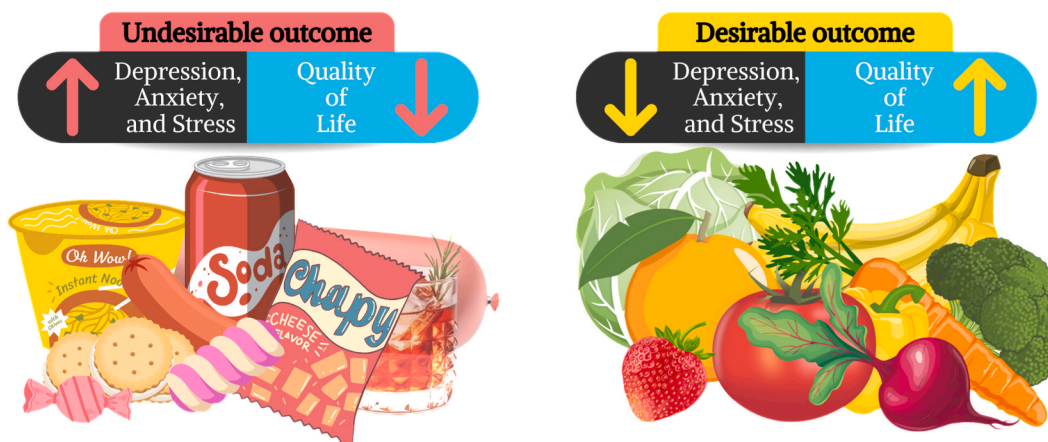 Undesirable outcome
Depression,
Anxiety,
and Stress
Quality
of
Life
Desirable outcome
Depression,
Anxiety,
and Stress
Quality
of
Life
Oh Wow!
Instant Noo
Soda
Chapy
CHEESE
FLAVOR